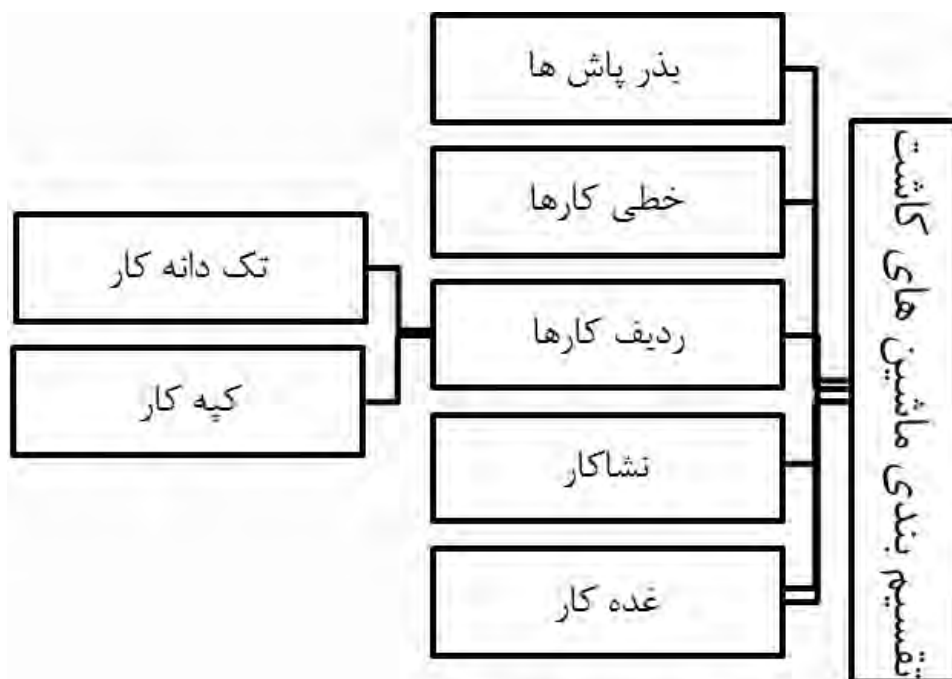 تقسیم بندی ماشین های کاشت
بذر پاش ها
خطی کارها
ردیف کارها
تک دانه کار
کپه کار
نشاکار
غده کار